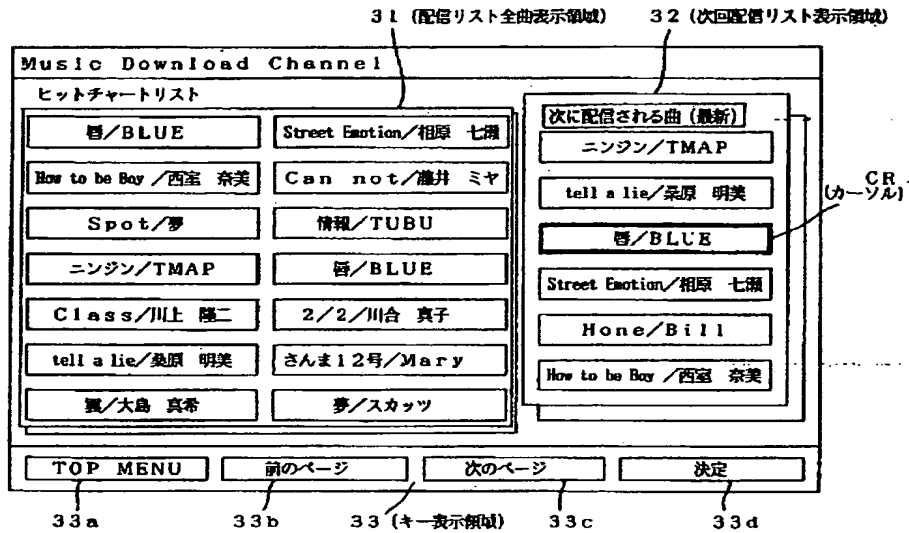 31 (配信リスト全曲表示領域) 32 (次回配信リスト表示領域)
Music Download Channel
ヒットチャートリスト
唇／BLUE
Street Emotion／相原 七瀬
How to be Boy ／西室 奈美
Can not／藤井 ミヤ
Spot／夢
情報／TUBU
ニンジン／TMAP
唇／BLUE
Class／川上 隆二
2／2／川合 真子
tell a lie／桑原 明美
さんま12号／Mary
／大島 真希
夢／スカッツ
次に配信される曲 (最新)
ニンジン／TMAP
tell a lie／桑原 明美
唇／BLUE
Street Emotion／相原 七瀬
Hone／Bill
How to be Boy ／西室 奈美
CR
(カーソル)
TOP MENU 前のページ 次のページ 決定
33a 33b 33 (キー表示領域) 33c 33d